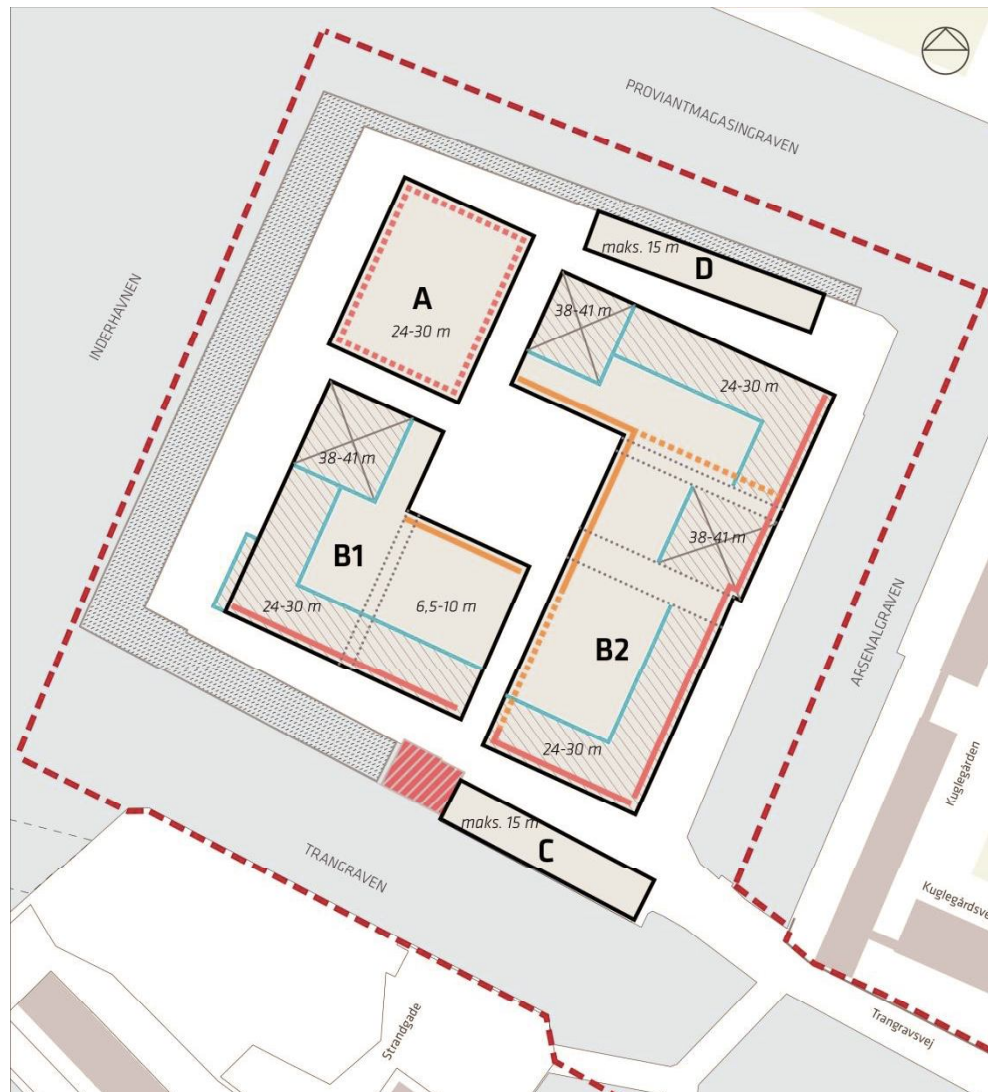 PROVIANTMAGASINGRAVEN
INDERHAVNEN
maks. 15 m
D
A
24-30 m
38-41 m
24-30 m
38-41 m
38-41 m
B1
24-30 m
6,5-10 m
B2
24-30 m
ARSENALGRAVEN
Kuglegården
maks. 15 m
C
TRANGRAVEN
Kuglegårdsve
Strandgade
Trangravsvej